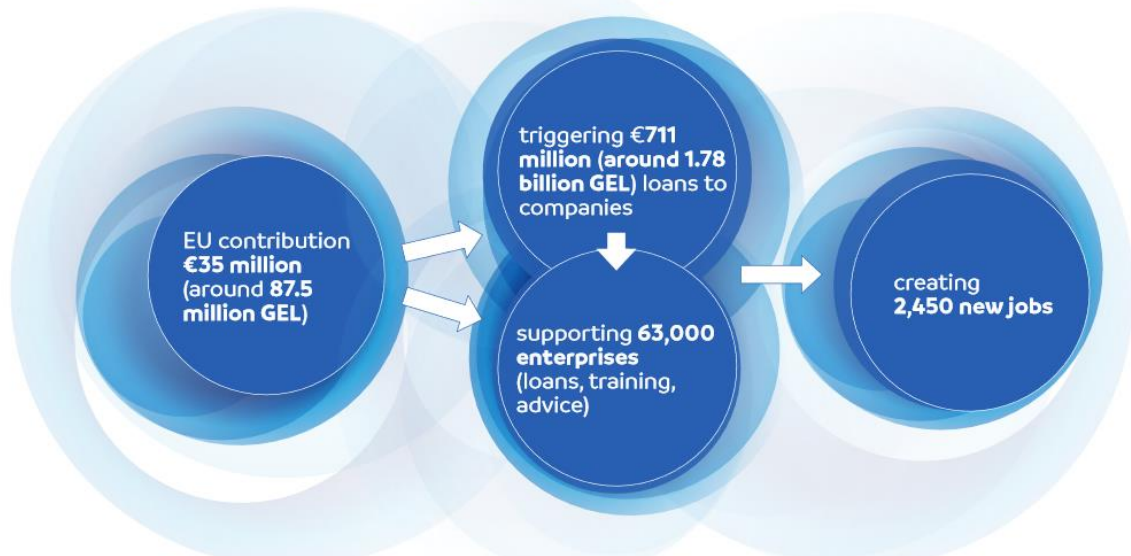 EU contribution
€35 million
(around 87.5
million GEL)
triggering €711
million (around 1.78
billion GEL) loans to
companies
supporting 63,000
enterprises
(loans, training,
advice)
creating
2,450 new jobs